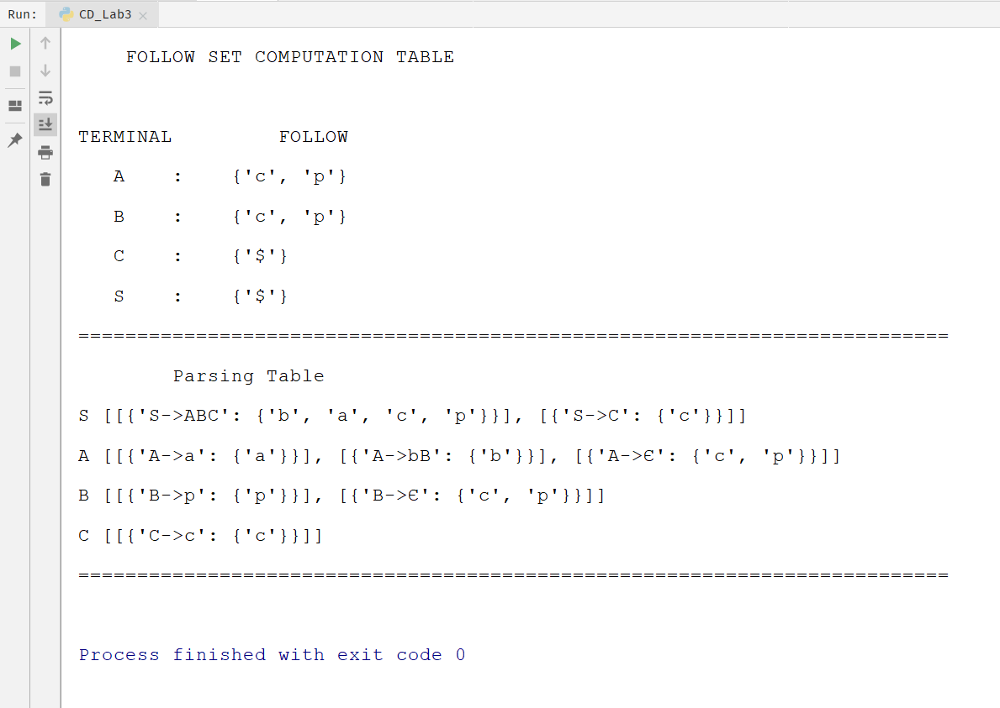 Run: CD_Lab3
FOLLOW SET COMPUTATION TABLE
TERMINAL FOLLOW
A : {'c', 'p'}
B : {'c', 'p'}
C : {'$'}
S : {'$'}
==========================================================================
Parsing Table
S [[{'S->ABC': {'b', 'a', 'c', 'p'}}], [{'S->C': {'c'}}]]
A [[{'A->a': {'a'}}], [{'A->bB': {'b'}}], [{'A->Є': {'c', 'p'}}]]
B [[{'B->p': {'p'}}], [{'B->Є': {'c', 'p'}}]]
C [[{'C->c': {'c'}}]]
==========================================================================
Process finished with exit code 0